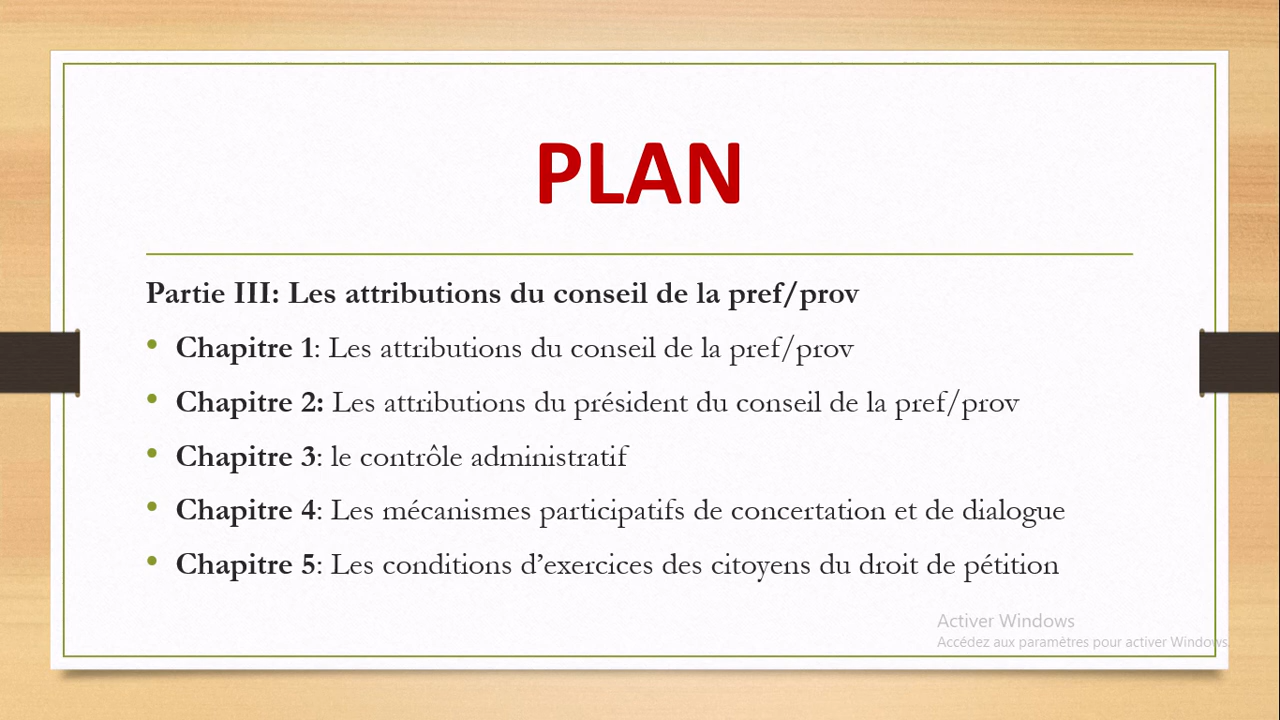 PLAN
Partie III: Les attributions du conseil de la pref/prov
• Chapitre 1: Les attributions du conseil de la pref/prov
• Chapitre 2: Les attributions du président du conseil de la pref/prov
• Chapitre 3: le contrôle administratif
• Chapitre 4: Les mécanismes participatifs de concertation et de dialogue
• Chapitre 5: Les conditions d’exercices des citoyens du droit de pétition
Activer Windows
Accédez aux paramètres pour activer Windows.